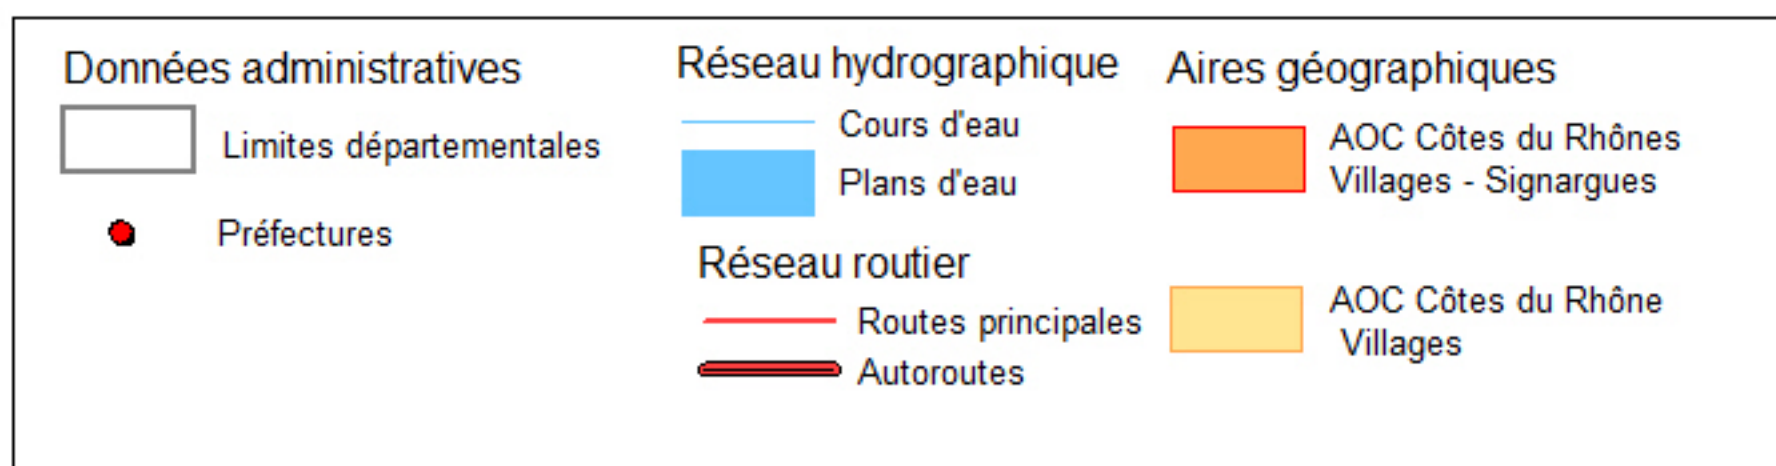 Données administratives
Limites départementales
Préfectures
Réseau hydrographique
Cours d'eau
Plans d'eau
Réseau routier
Routes principales
Autoroutes
Aires géographiques
AOC Côtes du Rhônes
Villages - Signargues
AOC Côtes du Rhône
Villages